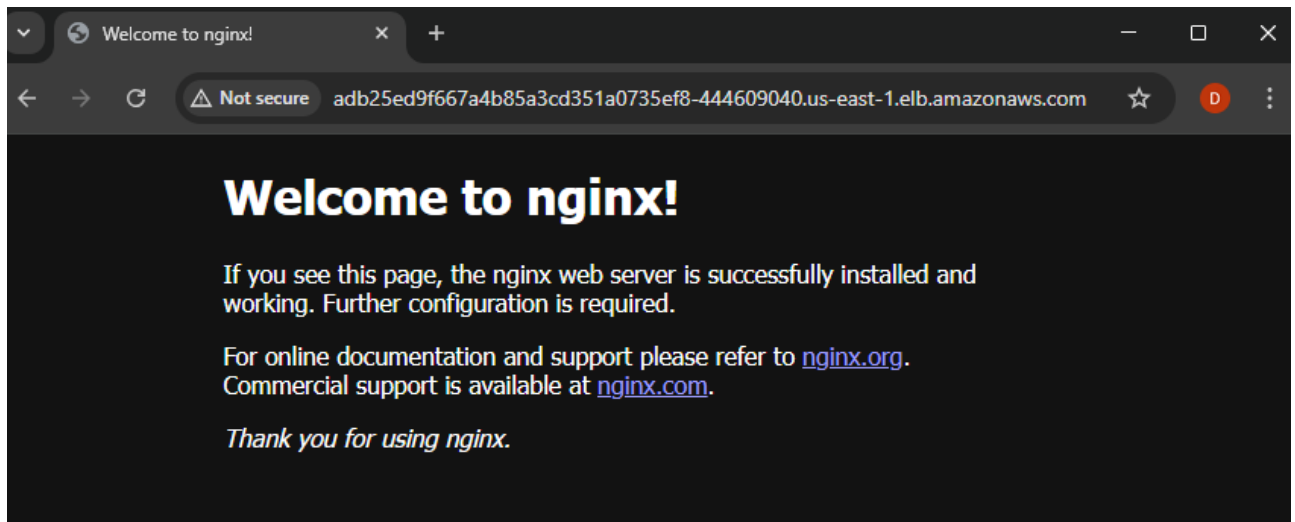 Welcome to nginx!
Not secure adb25ed9f667a4b85a3cd351a0735ef8-444609040.us-east-1.elb.amazonaws.com D
Welcome to nginx!
If you see this page, the nginx web server is successfully installed and
working. Further configuration is required.
For online documentation and support please refer to nginx.org.
Commercial support is available at nginx.com.
Thank you for using nginx.